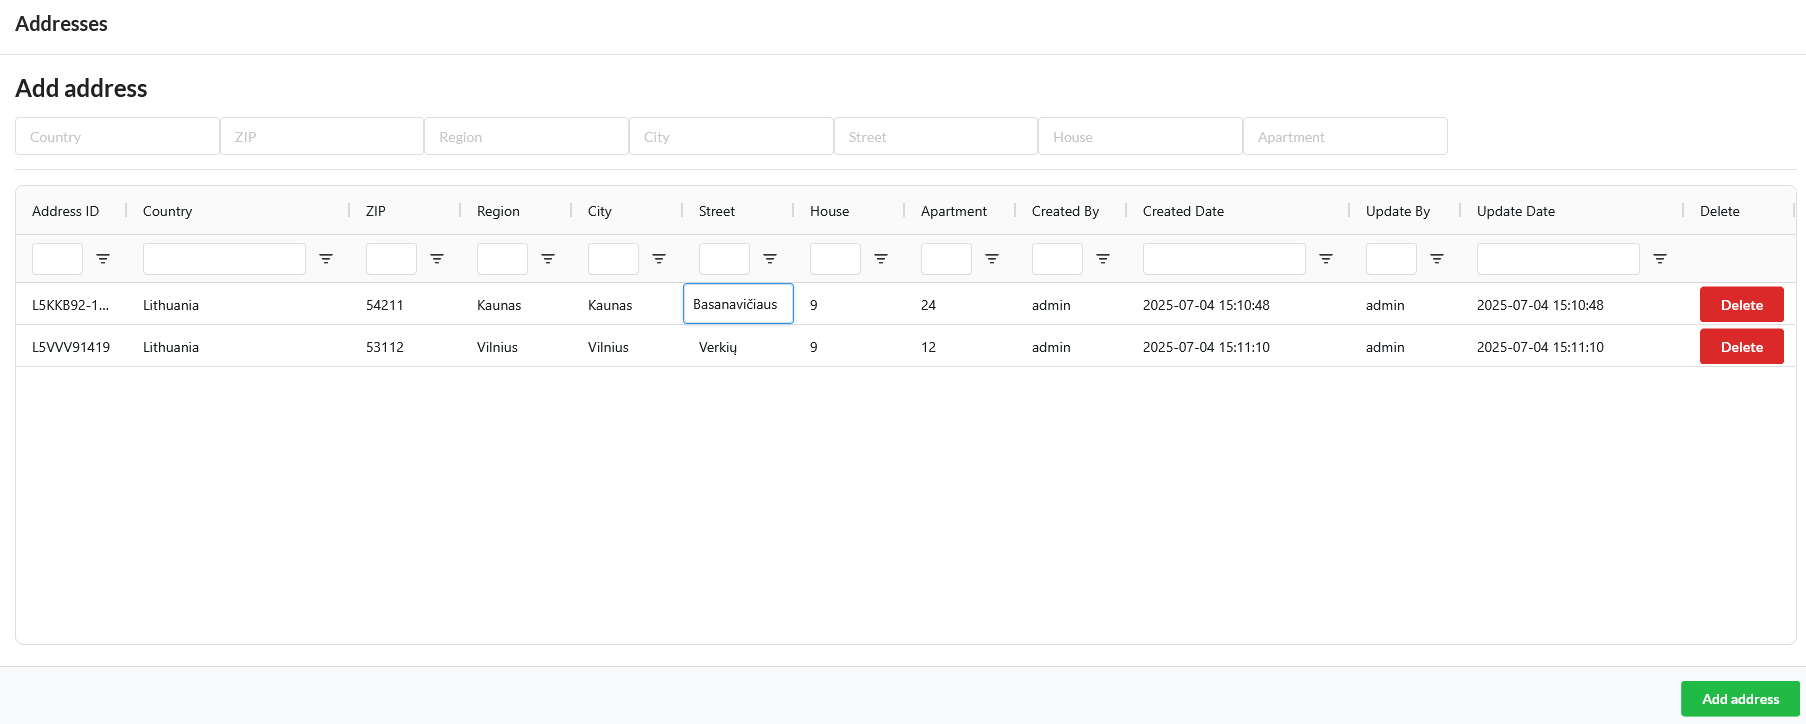 Addresses
Add address
Country ZIP Region City Street House Apartment
Address ID Country ZIP Region City Street House Apartment Created By Created Date Update By Update Date Delete
L5KKB92-1... Lithuania 54211 Kaunas Kaunas Basanavičiaus 9 24 admin 2025-07-04 15:10:48 admin 2025-07-04 15:10:48 Delete
L5VVV91419 Lithuania 53112 Vilnius Vilnius Verkių 9 12 admin 2025-07-04 15:11:10 admin 2025-07-04 15:11:10 Delete
Add address